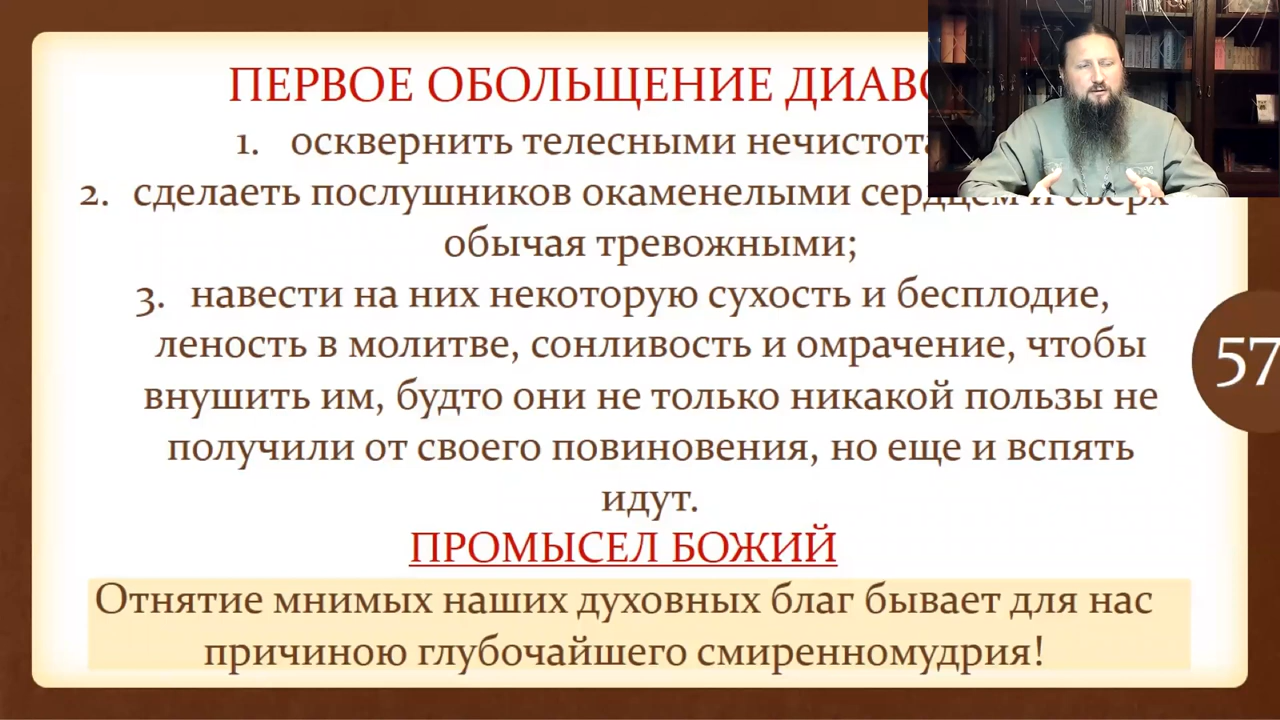 ПЕРВОЕ ОБОЛЬЩЕНИЕ
1. осквернить телесными
2. сделаеть послушников окаменелыми сердцем и сверх
обычая тревожными;
3. навести на них некоторую сухость и бесплодие,
леность в молитве, сонливость и омрачение, чтобы
внушить им, будто они не только никакой пользы не
получили от своего повиновения, но еще и вспять
идут.
57
ПРОМЫСЕЛ БОЖИЙ
Отнятие мнимых наших духовных благ бывает для нас
причиною глубочайшего смиренномудрия!